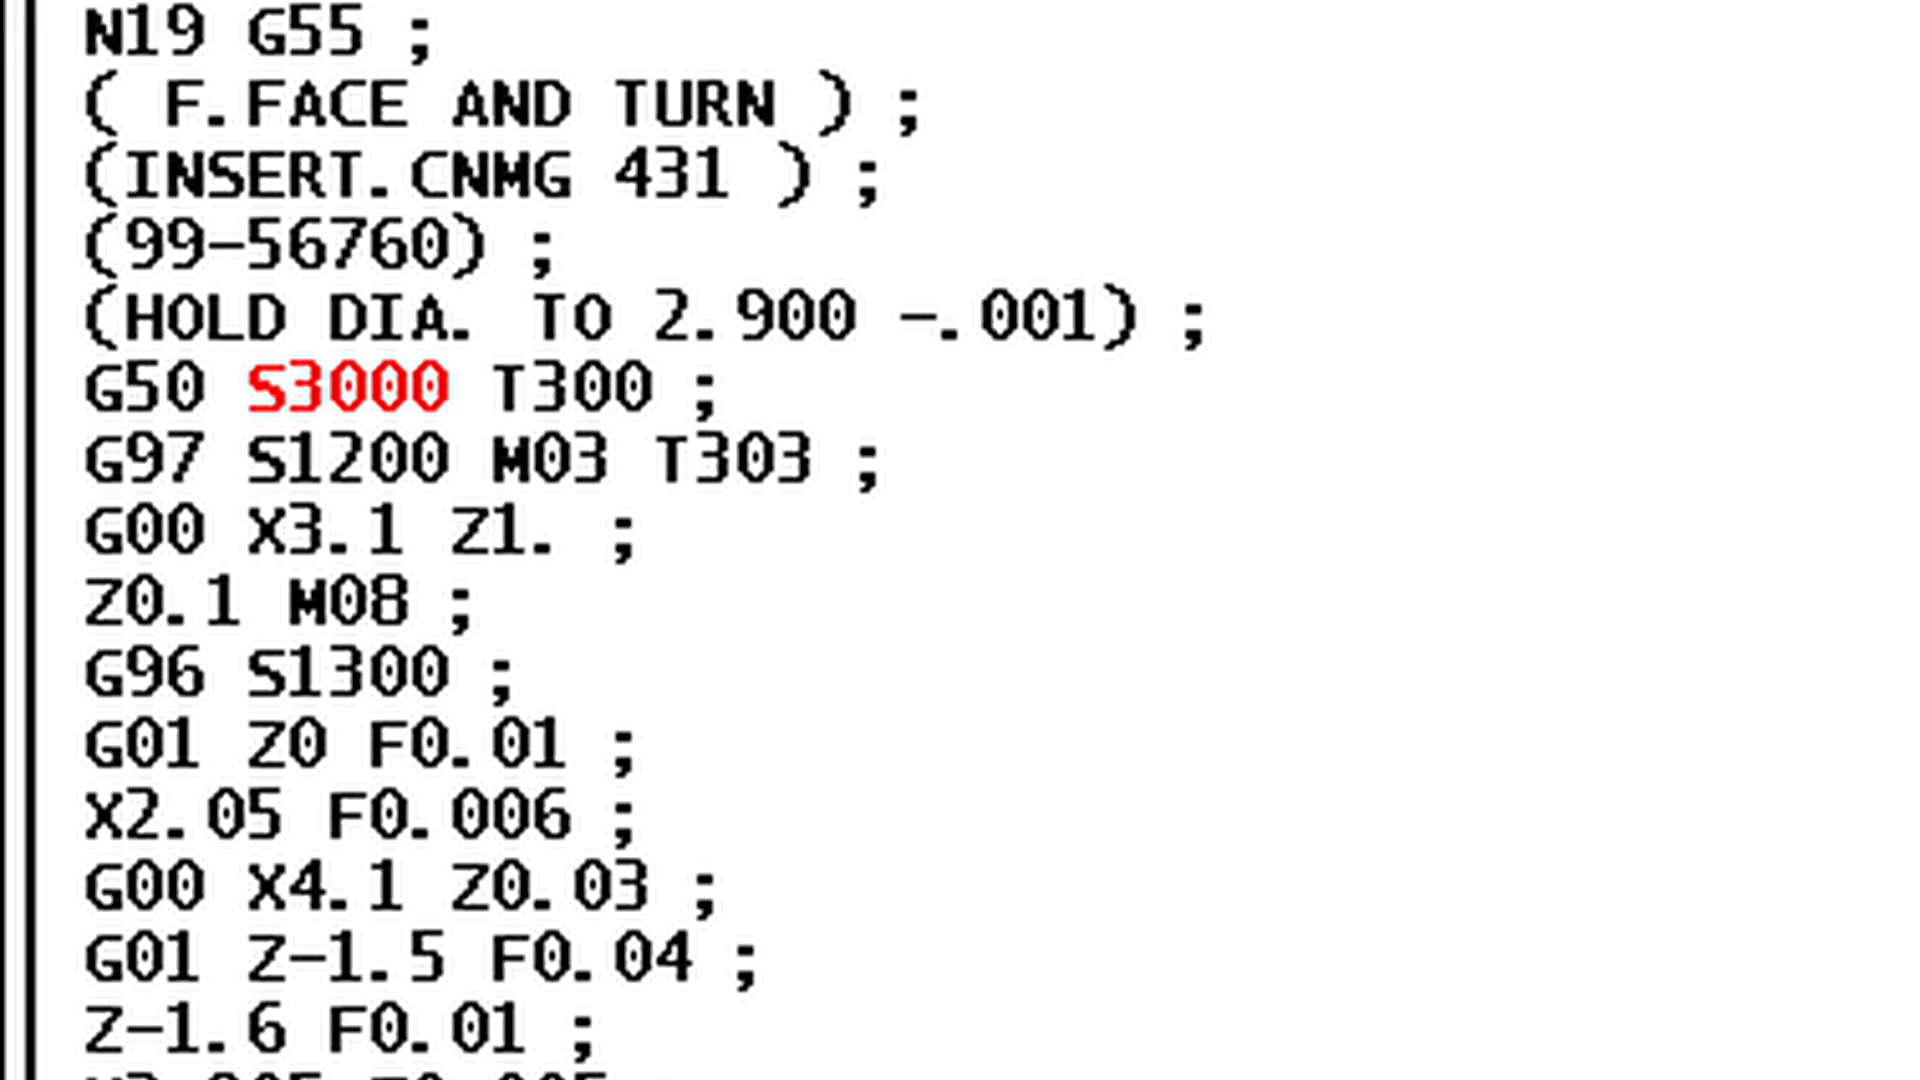 N19 G55 ;
( F.FACE AND TURN ) ;
(INSERT.CNMG 431 ) ;
(99-56760) ;
(HOLD DIA. TO 2.900 -.001) ;
G50 S3000 T300 ;
G97 S1200 M03 T303 ;
G00 X3.1 Z1. ;
Z0.1 M08 ;
G96 S1300 ;
G01 Z0 F0.01 ;
X2.05 F0.006 ;
G00 X4.1 Z0.03 ;
G01 Z-1.5 F0.04 ;
Z-1.6 F0.01 ;